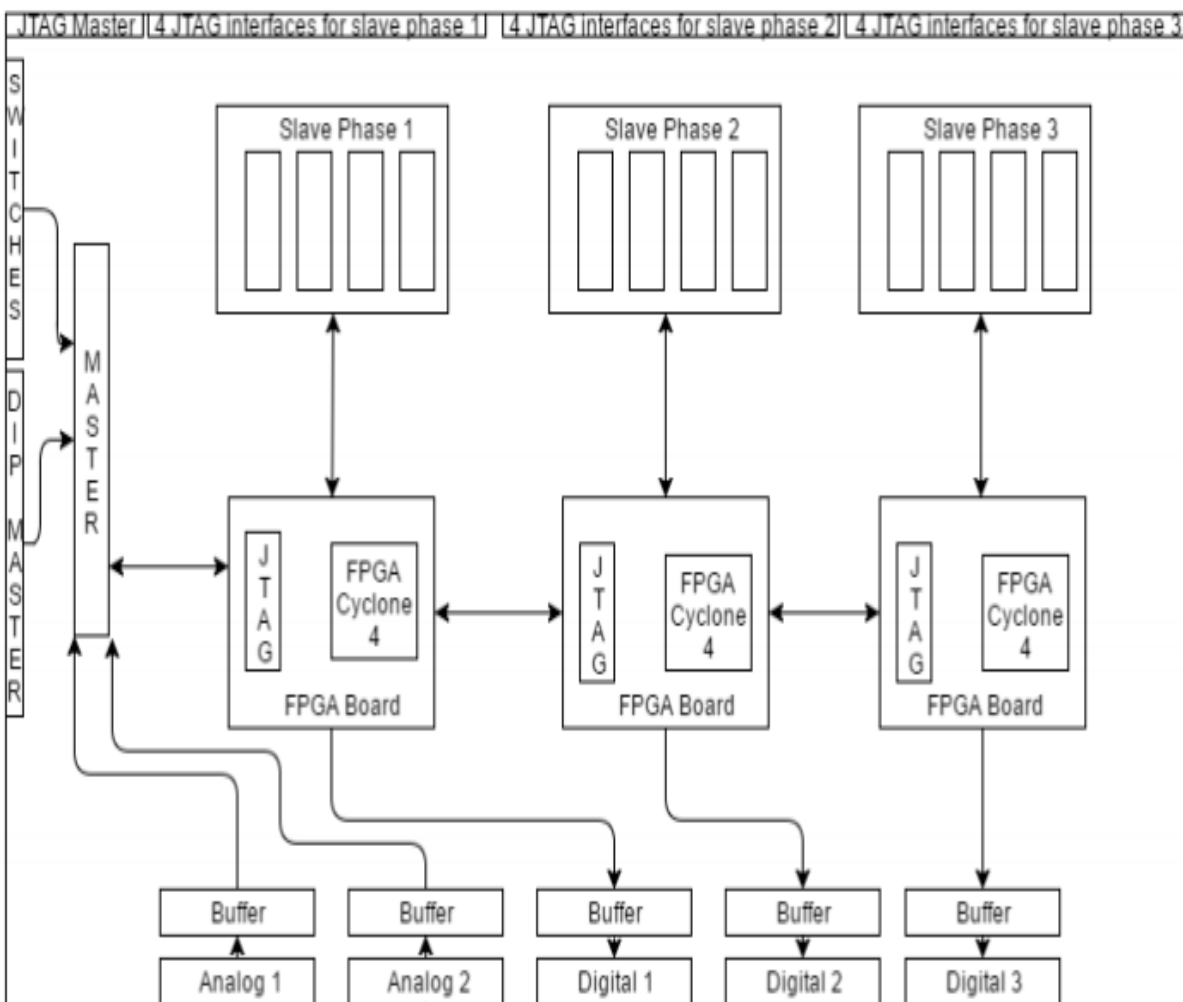 JTAG Master 4 JTAG interfaces for slave phase 1 4 JTAG interfaces for slave phase 2 4 JTAG interfaces for slave phase 3
SWITCHES
DIP MASTER
MASTER
Slave Phase 1
Slave Phase 2
Slave Phase 3
JTAG
FPGA
Cyclone
4
FPGA Board
JTAG
FPGA
Cyclone
4
FPGA Board
JTAG
FPGA
Cyclone
4
FPGA Board
Buffer
Buffer
Buffer
Buffer
Buffer
Analog 1
Analog 2
Digital 1
Digital 2
Digital 3